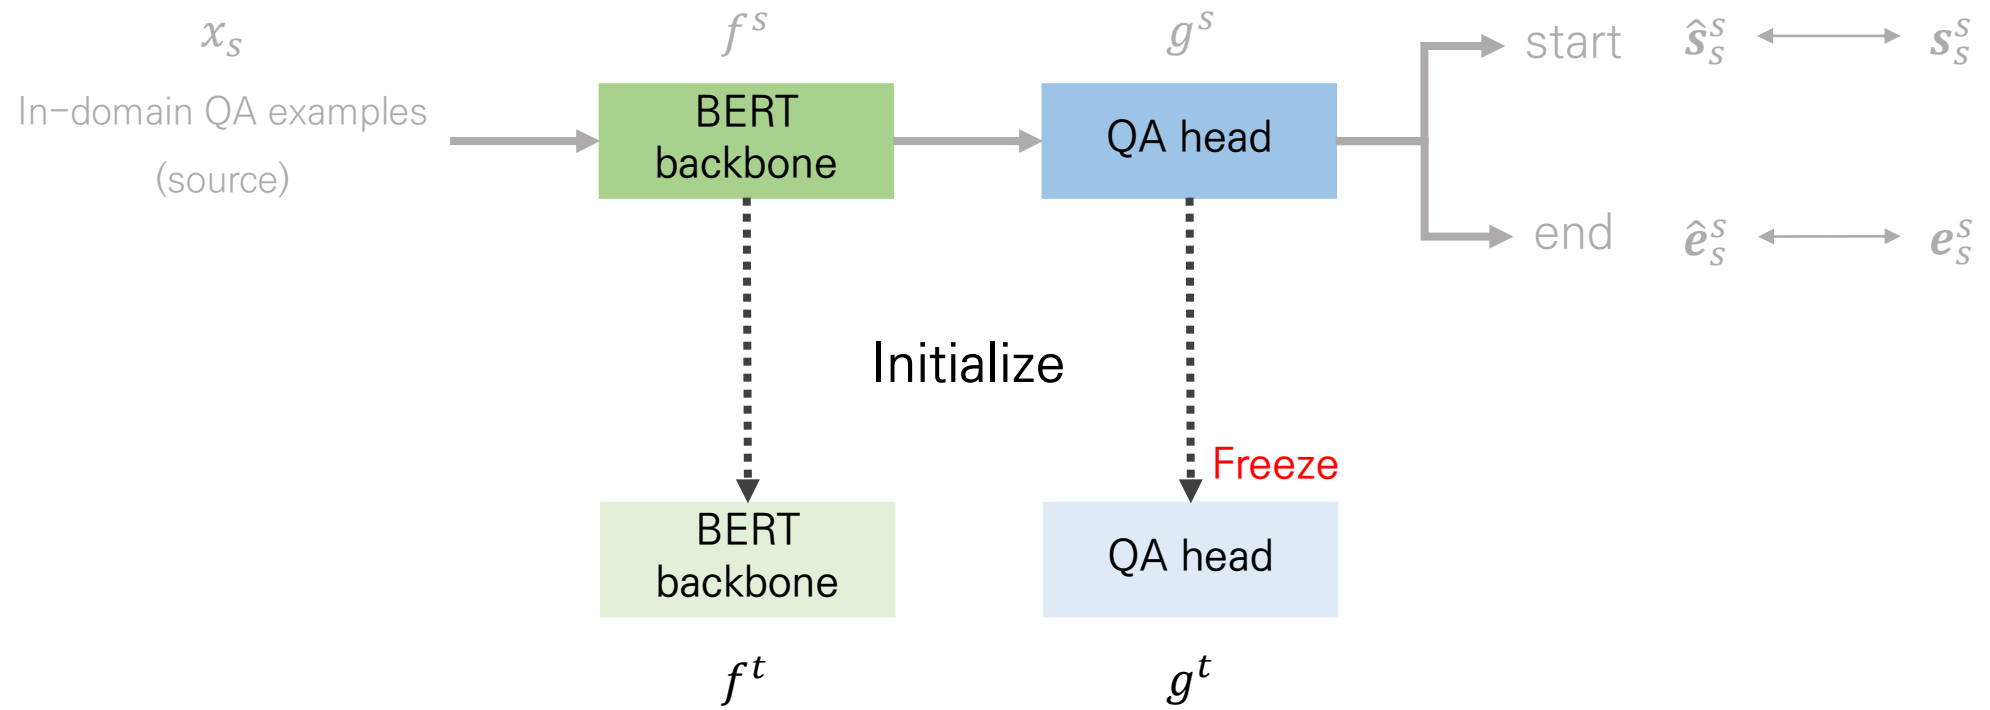 x_s
f^s
g^s
In-domain QA examples
(source)
BERT
backbone
QA head
start ŝ_s^s s_s^s
end ê_s^s e_s^s
Initialize
Freeze
BERT
backbone
QA head
f^t
g^t